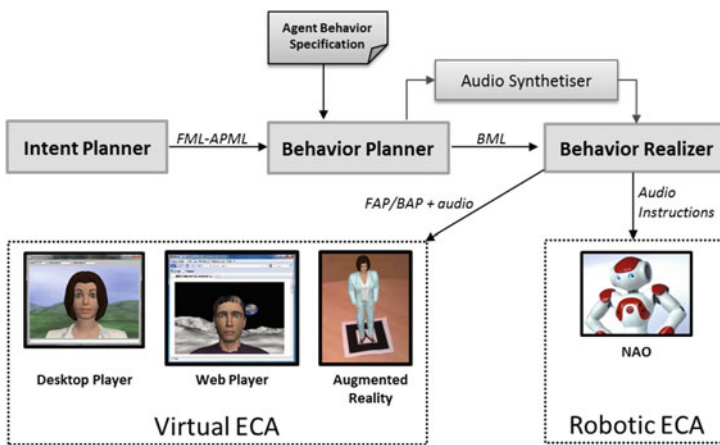 Agent Behavior
Specification
Audio Synthetiser
Intent Planner
FML-APML
Behavior Planner
BML
Behavior Realizer
FAP/BAP + audio
Audio
Instructions
Desktop Player
Web Player
Augmented
Reality
NAO
Virtual ECA
Robotic ECA